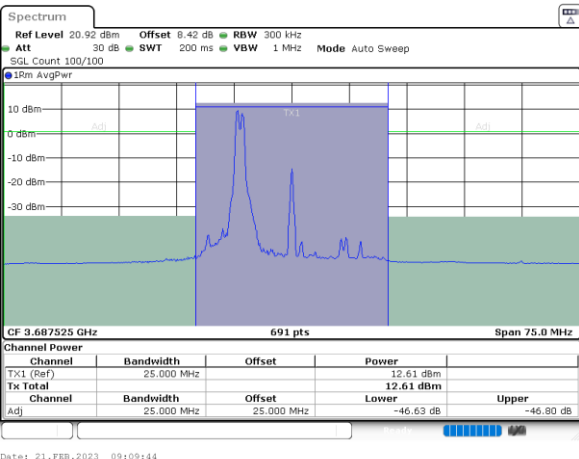 Spectrum
Ref Level 20.92 dBm Offset 8.42 dB RBW 300 kHz
Att 30 dB SWT 200 ms VBW 1 MHz Mode Auto Sweep
SGL Count 100/100
1Rm AvgPwr
10 dBm
TX1
Adj Adj
0 dBm
-10 dBm
-20 dBm
-30 dBm
CF 3.687525 GHz 691 pts Span 75.0 MHz
Channel Power
Channel Bandwidth Offset Power
TX1 (Ref) 25.000 MHz 12.61 dBm
Tx Total 12.61 dBm
Channel Bandwidth Offset Lower Upper
Adj 25.000 MHz 25.000 MHz -46.63 dB -46.80 dB
Date: 21.FEB.2023 09:09:44